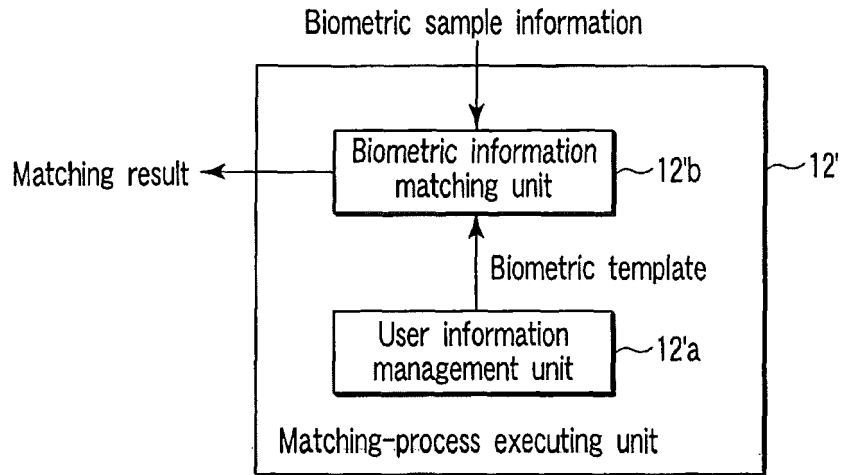 Biometric sample information
Biometric information
matching unit
12'b
12'
Matching result
Biometric template
User information
management unit
12'a
Matching-process executing unit